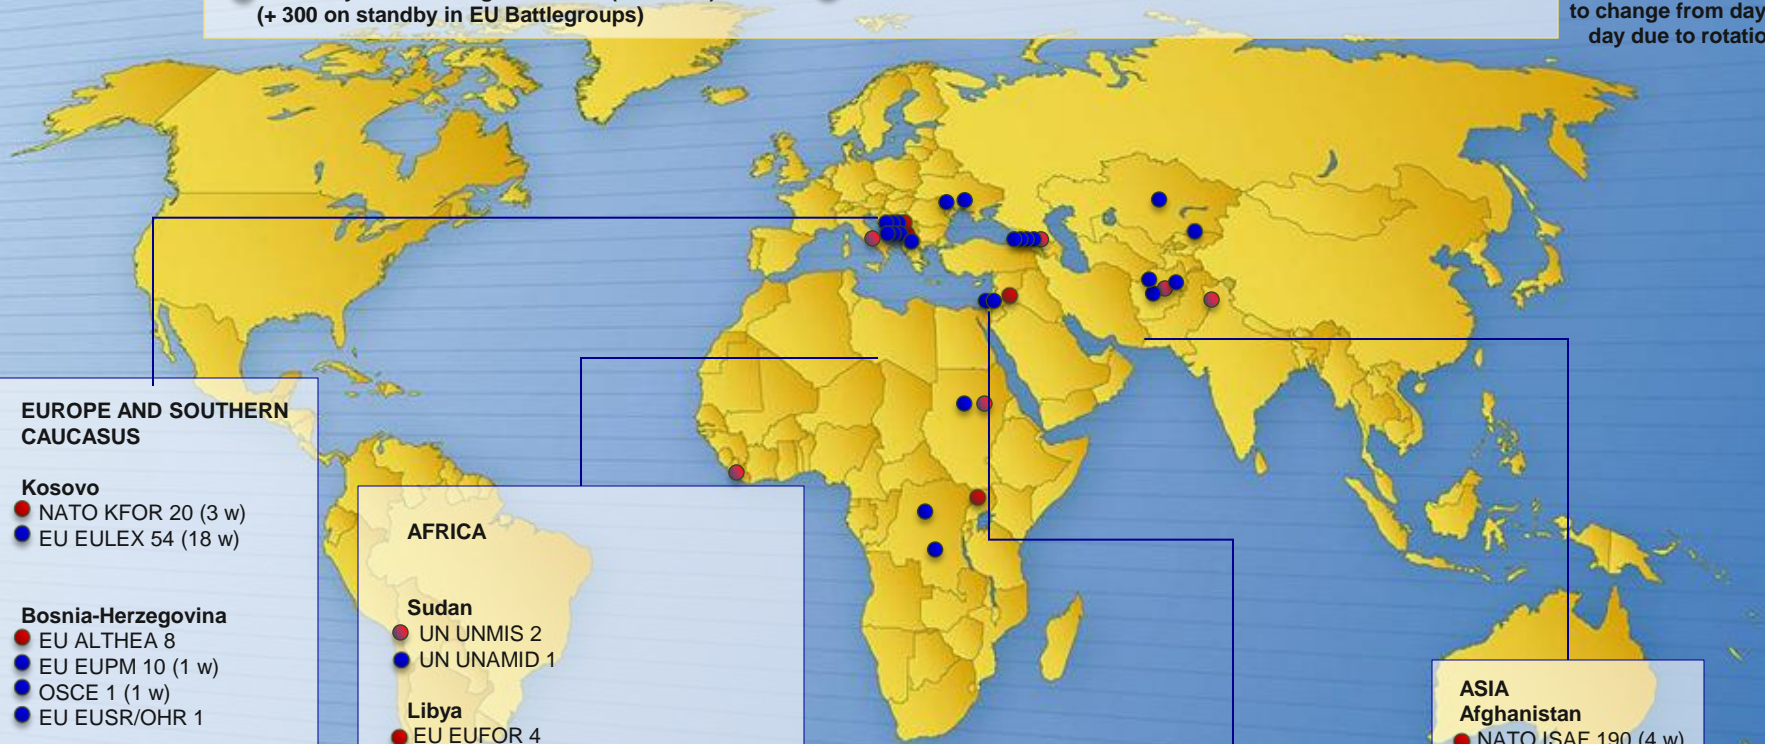 (+ 300 on standby in EU Battlegroups)
to change from day
day due to rotatio
EUROPE AND SOUTHERN
CAUCASUS
Kosovo
NATO KFOR 20 (3 w)
EU EULEX 54 (18 w)
Bosnia-Herzegovina
EU ALTHEA 8
EU EUPM 10 (1 w)
OSCE 1 (1 w)
EU EUSR/OHR 1
AFRICA
Sudan
UN UNMIS 2
UN UNAMID 1
Libya
EU EUFOR 4
ASIA
Afghanistan
NATO ISAF 190 (4 w)